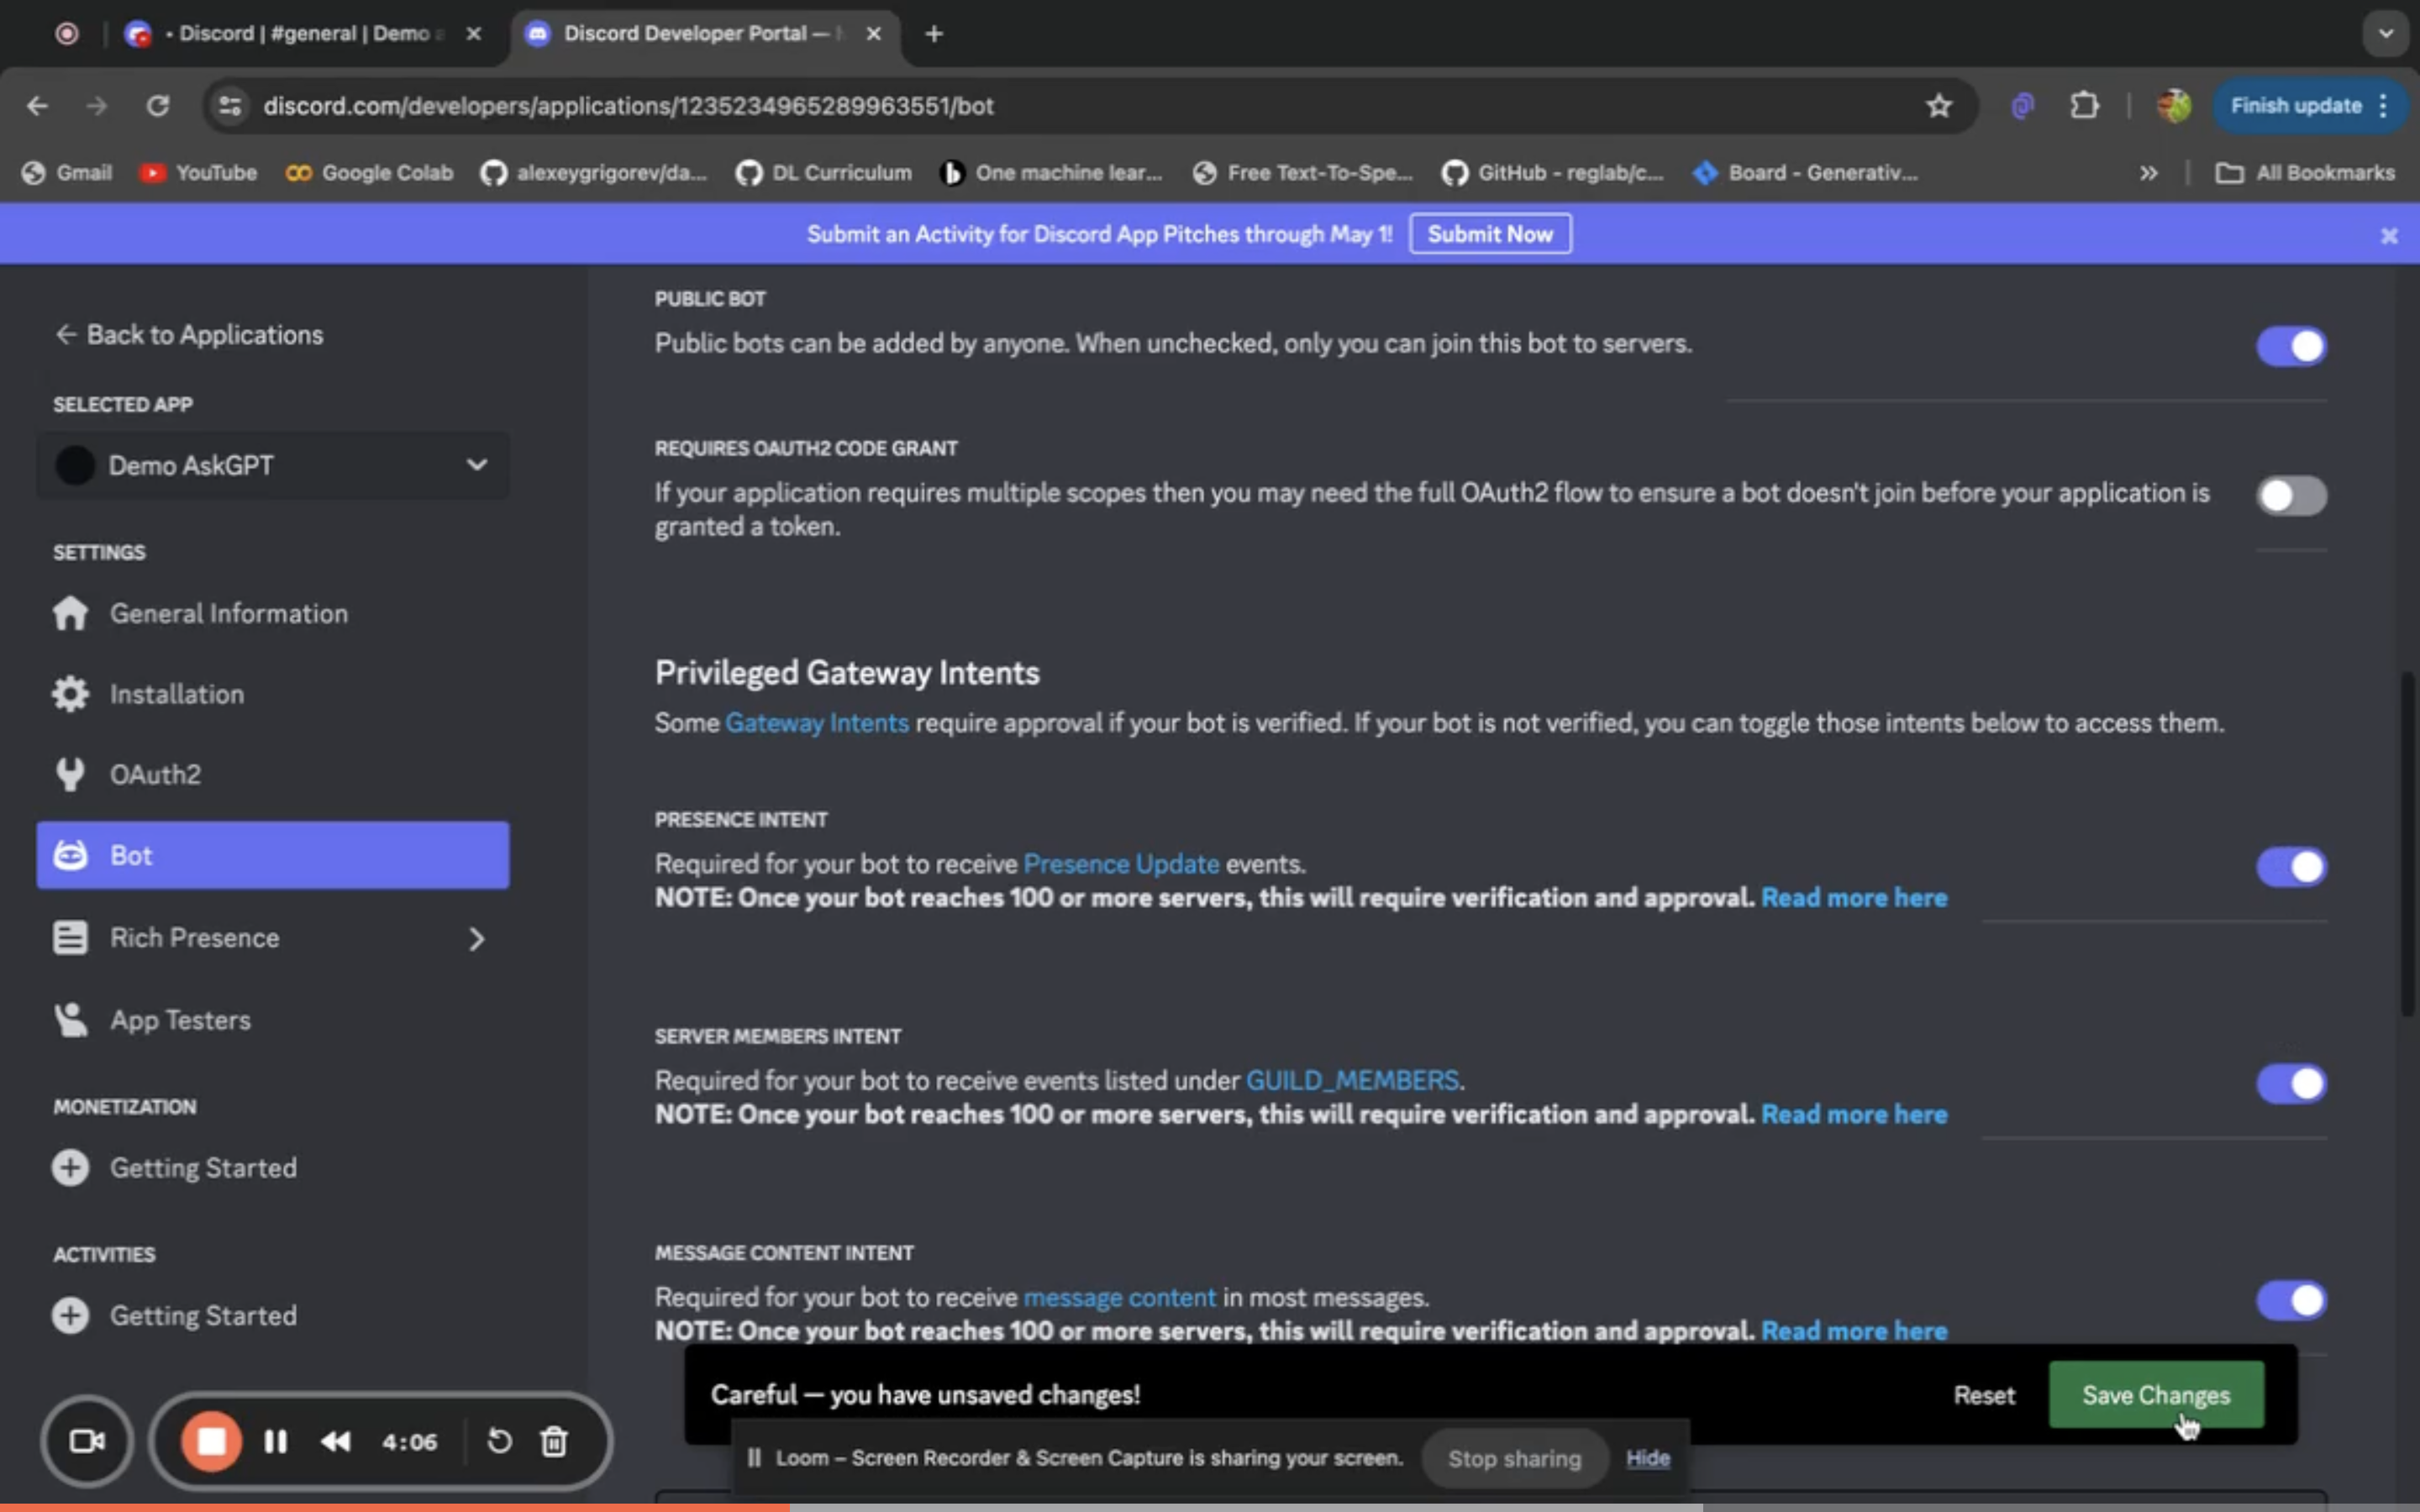 • Discord | #general | Demo a
Discord Developer Portal —
discord.com/developers/applications/1235234965289963551/bot
Finish update
Gmail
YouTube
Google Colab
alexeygrigorev/da...
DL Curriculum
One machine lear...
Free Text-To-Spe...
GitHub - reglab/c...
Board - Generativ...
All Bookmarks
Submit an Activity for Discord App Pitches through May 1!
Submit Now
Back to Applications
SELECTED APP
Demo AskGPT
SETTINGS
General Information
Installation
OAuth2
Bot
Rich Presence
App Testers
MONETIZATION
Getting Started
ACTIVITIES
Getting Started
PUBLIC BOT
Public bots can be added by anyone. When unchecked, only you can join this bot to servers.
REQUIRES OAUTH2 CODE GRANT
If your application requires multiple scopes then you may need the full OAuth2 flow to ensure a bot doesn't join before your application is
granted a token.
Privileged Gateway Intents
Some Gateway Intents require approval if your bot is verified. If your bot is not verified, you can toggle those intents below to access them.
PRESENCE INTENT
Required for your bot to receive Presence Update events.
NOTE: Once your bot reaches 100 or more servers, this will require verification and approval. Read more here
SERVER MEMBERS INTENT
Required for your bot to receive events listed under GUILD_MEMBERS.
NOTE: Once your bot reaches 100 or more servers, this will require verification and approval. Read more here
MESSAGE CONTENT INTENT
Required for your bot to receive message content in most messages.
NOTE: Once your bot reaches 100 or more servers, this will require verification and approval. Read more here
Careful — you have unsaved changes!
Reset
Save Changes
4:06
Loom – Screen Recorder & Screen Capture is sharing your screen.
Stop sharing
Hide